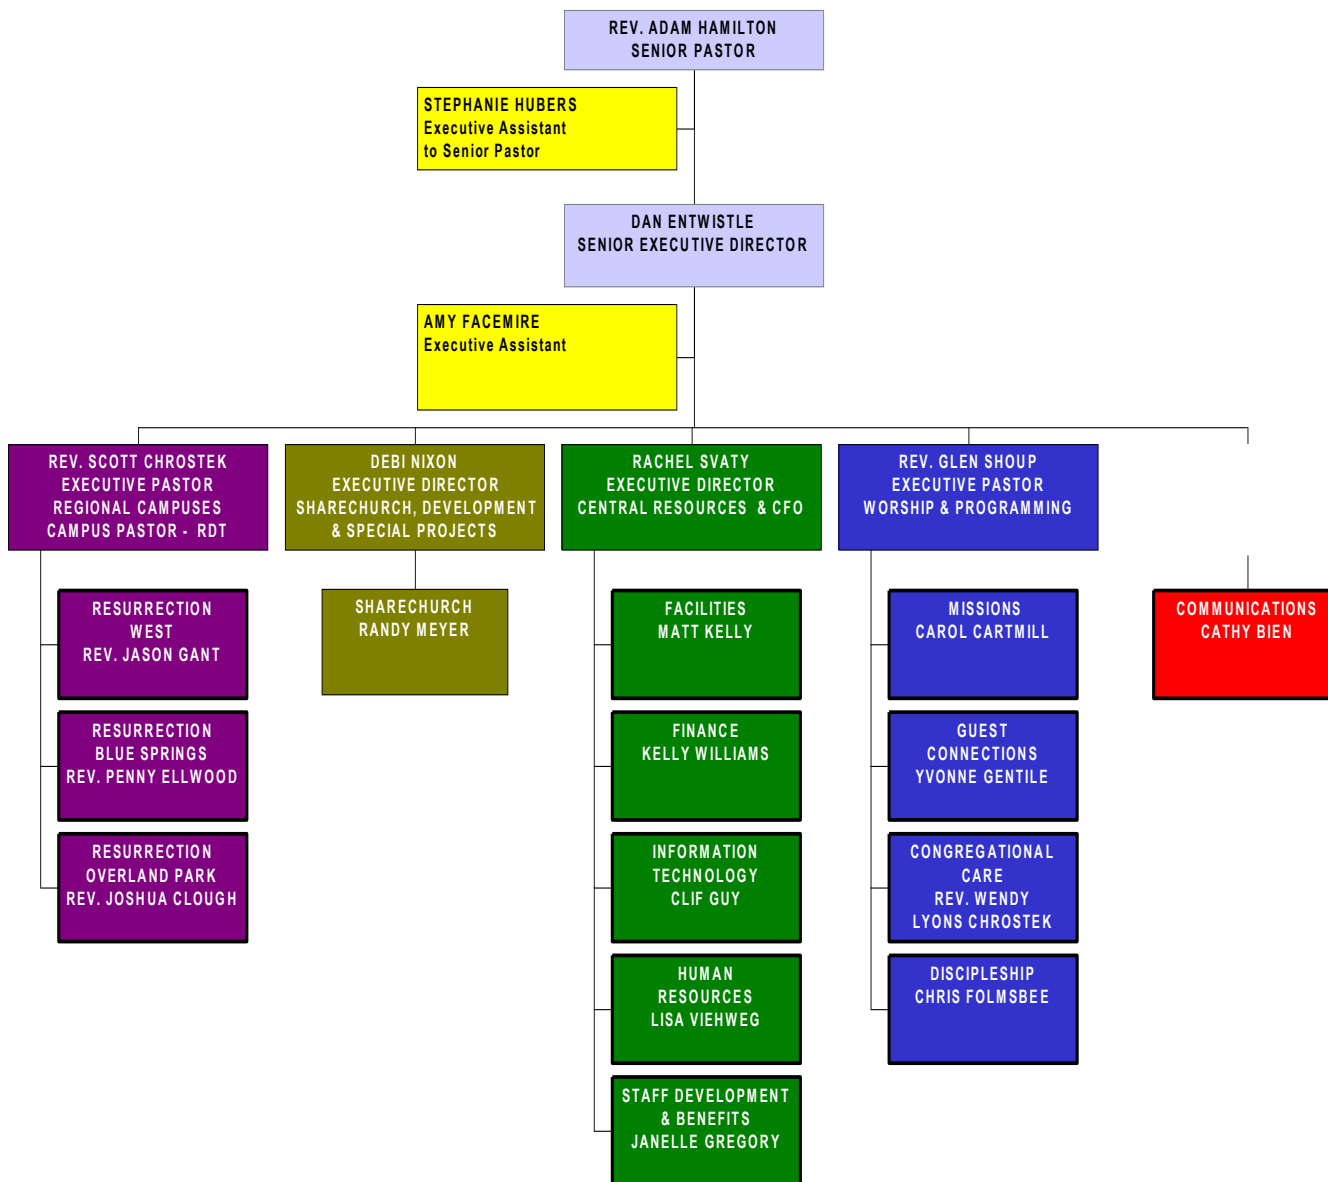 REV. ADAM HAMILTON
SENIOR PASTOR
STEPHANIE HUBERS
Executive Assistant
to Senior Pastor
DAN ENTWISTLE
SENIOR EXECUTIVE DIRECTOR
AMY FACEMIRE
Executive Assistant
REV. SCOTT CHROSTEK
EXECUTIVE PASTOR
REGIONAL CAMPUSES
CAMPUS PASTOR - RDT
DEBI NIXON
EXECUTIVE DIRECTOR
SHARECHURCH, DEVELOPMENT
& SPECIAL PROJECTS
RACHEL SVATY
EXECUTIVE DIRECTOR
CENTRAL RESOURCES & CFO
REV. GLEN SHOUP
EXECUTIVE PASTOR
WORSHIP & PROGRAMMING
RESURRECTION
WEST
REV. JASON GANT
RESURRECTION
BLUE SPRINGS
REV. PENNY ELLWOOD
RESURRECTION
OVERLAND PARK
REV. JOSHUA CLOUGH
SHARECHURCH
RANDY MEYER
FACILITIES
MATT KELLY
FINANCE
KELLY WILLIAMS
INFORMATION
TECHNOLOGY
CLIF GUY
HUMAN
RESOURCES
LISA VIEHWEG
STAFF DEVELOPMENT
& BENEFITS
JANELLE GREGORY
MISSIONS
CAROL CARTMILL
GUEST
CONNECTIONS
YVONNE GENTILE
CONGREGATIONAL
CARE
REV. WENDY
LYONS CHROSTEK
DISCIPLESHIP
CHRIS FOLMSBEE
COMMUNICATIONS
CATHY BIEN